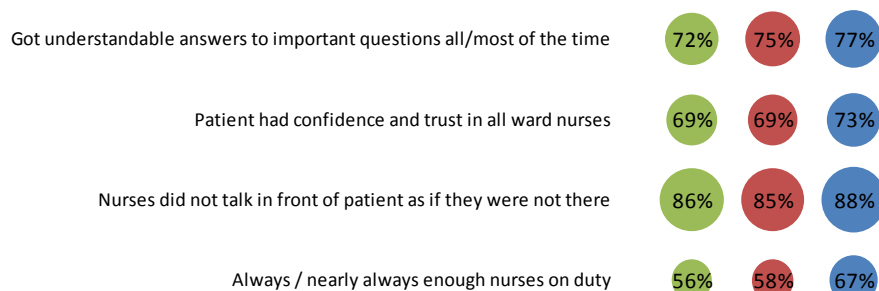 Got understandable answers to important questions all/most of the time 72% 75% 77%
Patient had confidence and trust in all ward nurses 69% 69% 73%
Nurses did not talk in front of patient as if they were not there 86% 85% 88%
Always / nearly always enough nurses on duty 56% 58% 67%